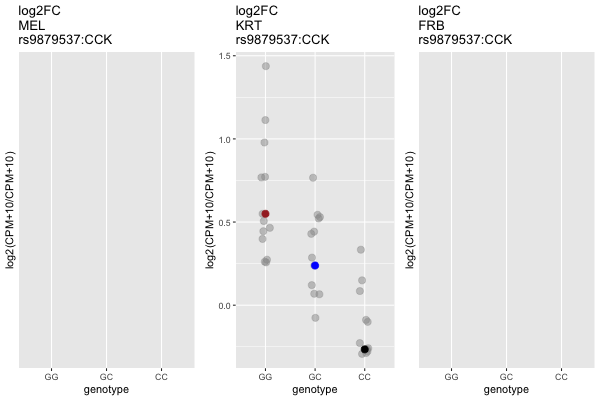 log2FC
MEL
rs9879537:CCK
log2(CPM+10/CPM+10)
GG GC CC
genotype
log2FC
KRT
rs9879537:CCK
log2(CPM+10/CPM+10)
1.5
1.0
0.5
0.0
GG GC CC
genotype
log2FC
FRB
rs9879537:CCK
log2(CPM+10/CPM+10)
GG GC CC
genotype